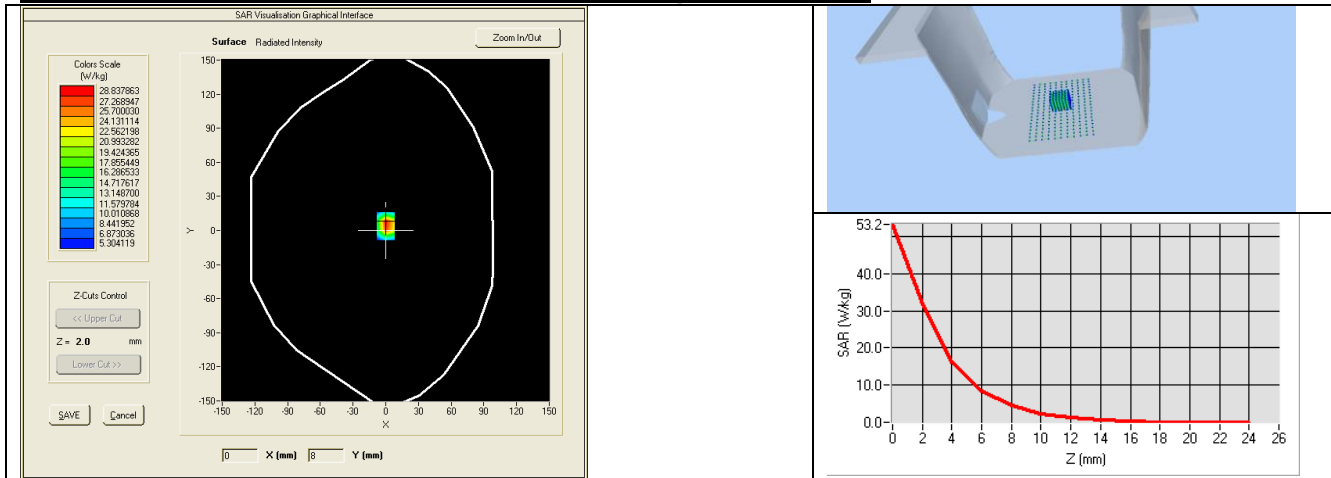 SAR Visualisation Graphical Interface
Surface Radiated Intensity
Zoom In/Out
Colors Scale
(W/kg)
28.837863
27.268947
25.700030
24.131114
22.562198
20.993282
19.424365
17.855449
16.286533
14.717617
13.148700
11.579784
10.010868
8.441952
6.873036
5.304119
Z-Cuts Control
<< Upper Cut
Z = 2.0 mm
Lower Cut >>
SAVE Cancel
150
120
90
60
30
0
-30
-60
-90
-120
-150
Y
-150 -120 -90 -60 -30 0 30 60 90 120 150
X
0 X (mm) 8 Y (mm)
53.2
40.0
30.0
20.0
10.0
0.0
SAR (W/kg)
0 2 4 6 8 10 12 14 16 18 20 22 24 26
Z (mm)